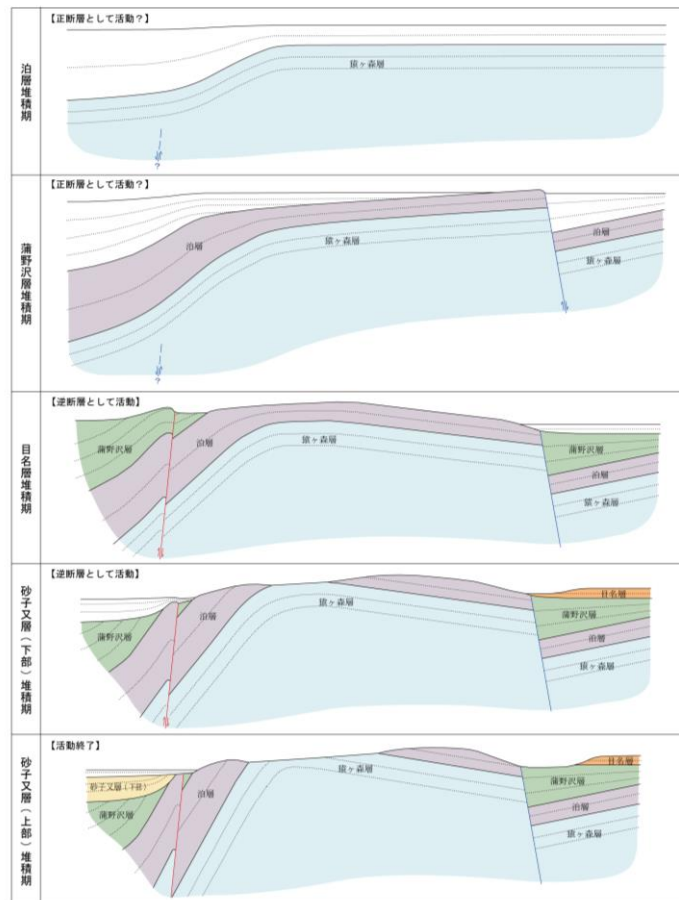 泊層堆積期
【正断層として活動?】
猿ヶ森層
?
蒲野沢層堆積期
【正断層として活動?】
泊層
猿ヶ森層
泊層
猿ヶ森層
?
目名層堆積期
【逆断層として活動】
蒲野沢層
泊層
猿ヶ森層
蒲野沢層
泊層
猿ヶ森層
砂子又層(下部)堆積期
【逆断層として活動】
蒲野沢層
泊層
猿ヶ森層
目名層
蒲野沢層
泊層
猿ヶ森層
砂子又層(上部)堆積期
【活動終了】
砂子又層(下部)
蒲野沢層
泊層
猿ヶ森層
目名層
蒲野沢層
泊層
猿ヶ森層